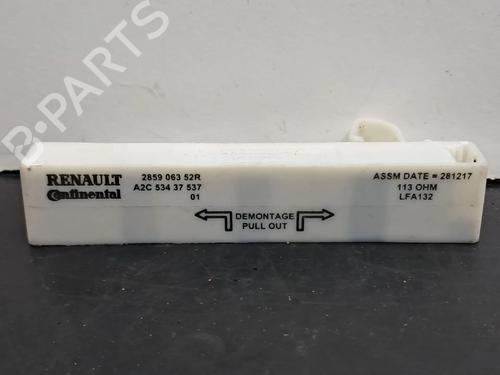 B-PARTS
RENAULT
Continental
2859 063 52R
A2C 534 37 537
01
DEMONTAGE
PULL OUT
ASSM DATE = 281217
113 OHM
LFA132